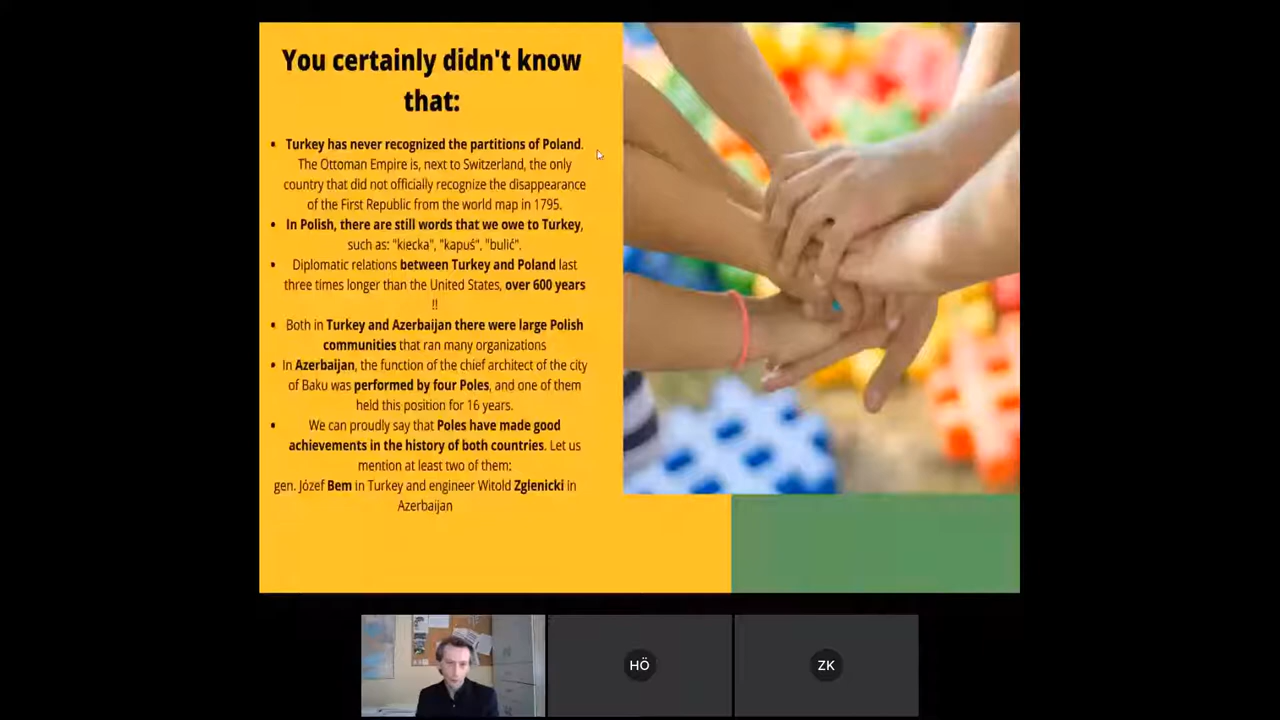 You certainly didn't know
that:
• Turkey has never recognized the partitions of Poland.
The Ottoman Empire is, next to Switzerland, the only
country that did not officially recognize the disappearance
of the First Republic from the world map in 1795.
• In Polish, there are still words that we owe to Turkey,
such as: "kiecka", "kapuś", "bulić".
• Diplomatic relations between Turkey and Poland last
three times longer than the United States, over 600 years
!!
• Both in Turkey and Azerbaijan there were large Polish
communities that ran many organizations
• In Azerbaijan, the function of the chief architect of the city
of Baku was performed by four Poles, and one of them
held this position for 16 years.
• We can proudly say that Poles have made good
achievements in the history of both countries. Let us
mention at least two of them:
gen. Józef Bem in Turkey and engineer Witold Zglenicki in
Azerbaijan
HÖ
ZK